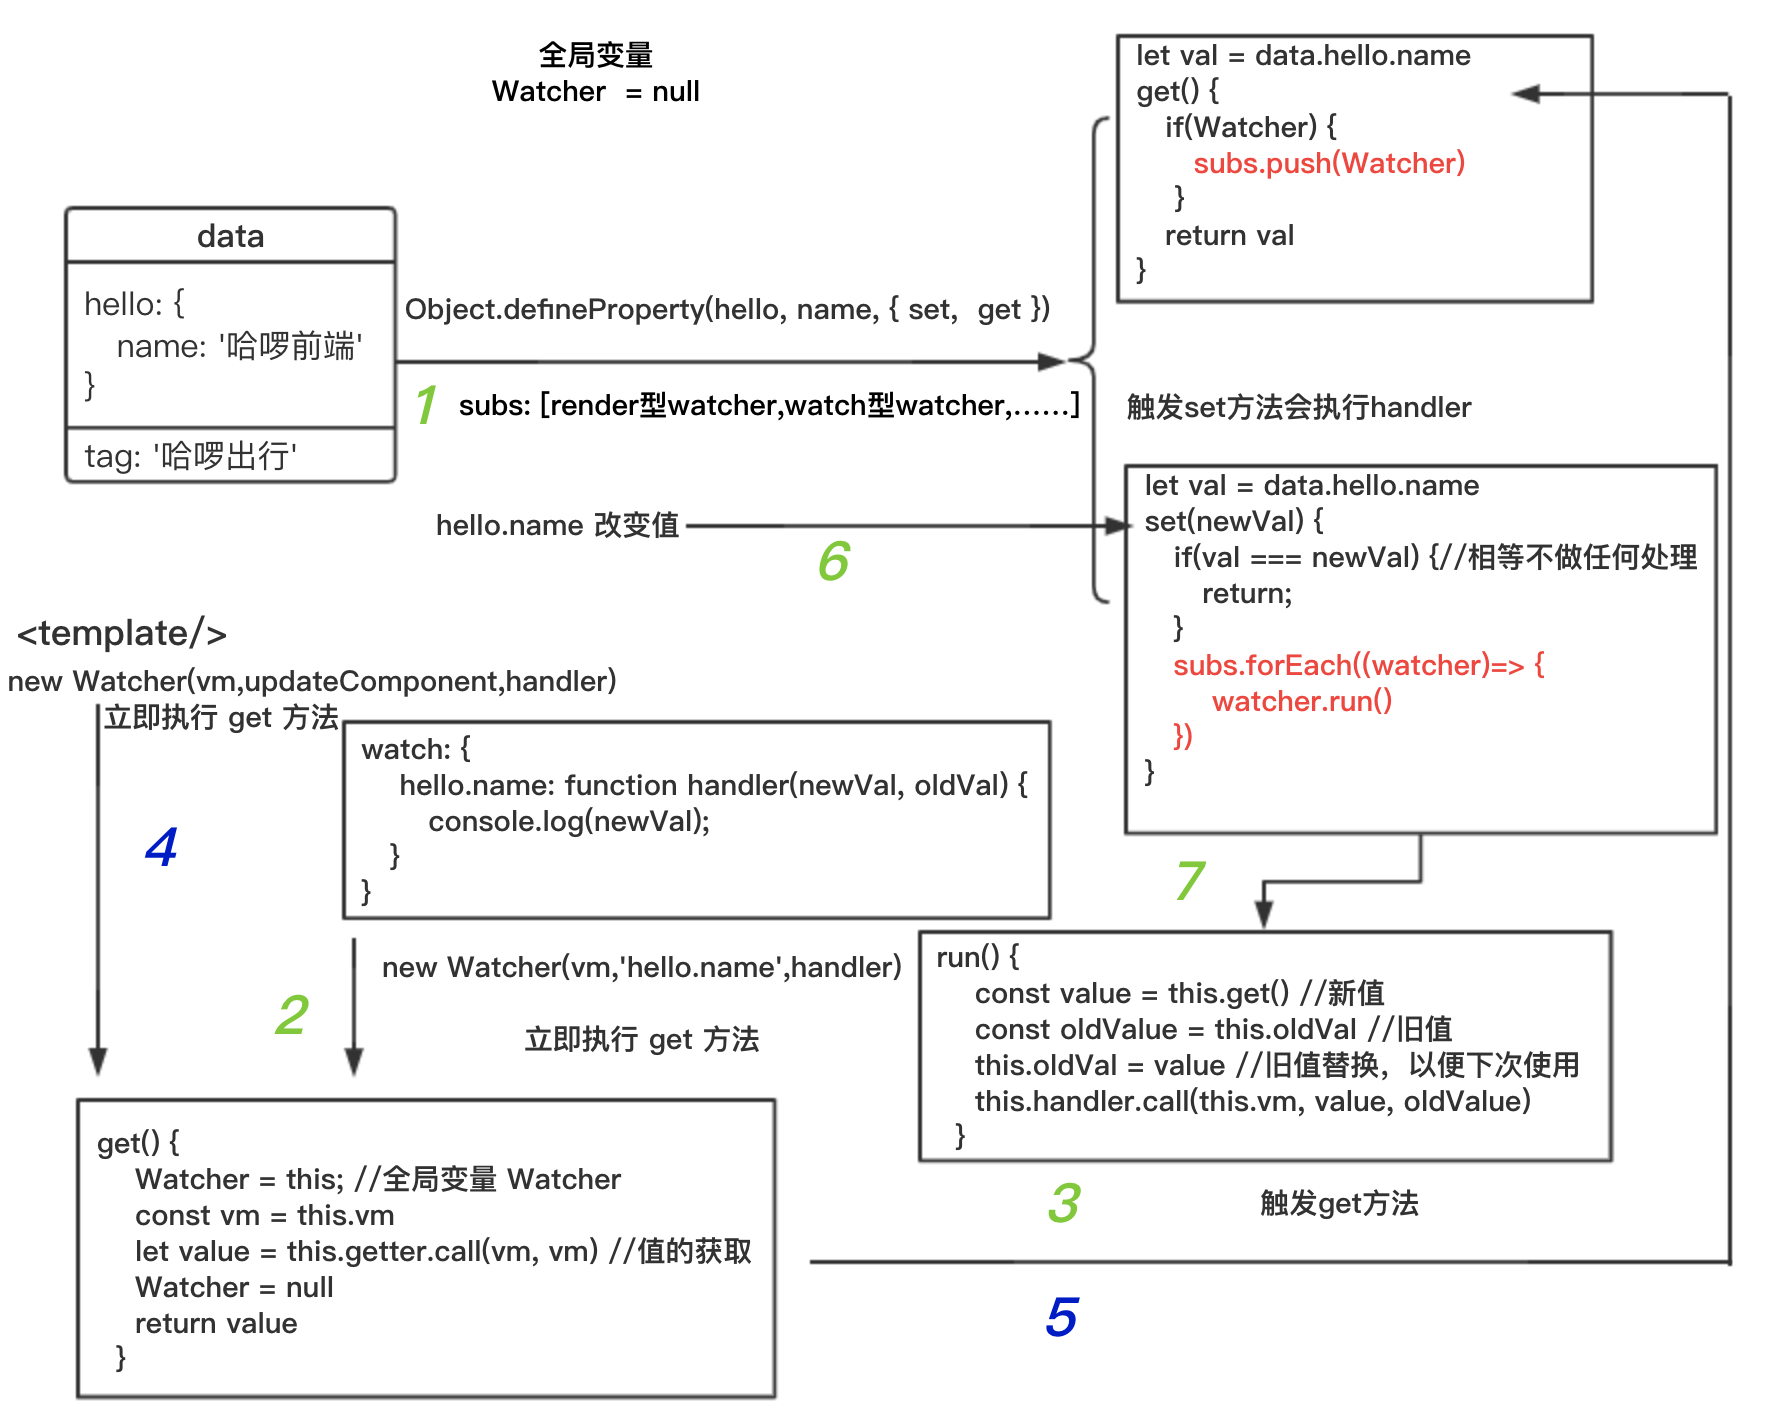 全局变量
Watcher = null
let val = data.hello.name
get() {
if(Watcher) {
subs.push(Watcher)
}
return val
}
data
hello: {
name: '哈啰前端'
}
tag: '哈啰出行'
Object.defineProperty(hello, name, { set, get })
1
subs: [render型watcher,watch型watcher,......]
触发set方法会执行handler
hello.name 改变值
6
let val = data.hello.name
set(newVal) {
if(val === newVal) {//相等不做任何处理
return;
}
subs.forEach((watcher)=> {
watcher.run()
})
}
<template/>
new Watcher(vm,updateComponent,handler)
立即执行 get 方法
4
watch: {
hello.name: function handler(newVal, oldVal) {
console.log(newVal);
}
}
7
2
new Watcher(vm,'hello.name',handler)
立即执行 get 方法
run() {
const value = this.get() //新值
const oldValue = this.oldVal //旧值
this.oldVal = value //旧值替换，以便下次使用
this.handler.call(this.vm, value, oldValue)
}
get() {
Watcher = this; //全局变量 Watcher
const vm = this.vm
let value = this.getter.call(vm, vm) //值的获取
Watcher = null
return value
}
3
触发get方法
5